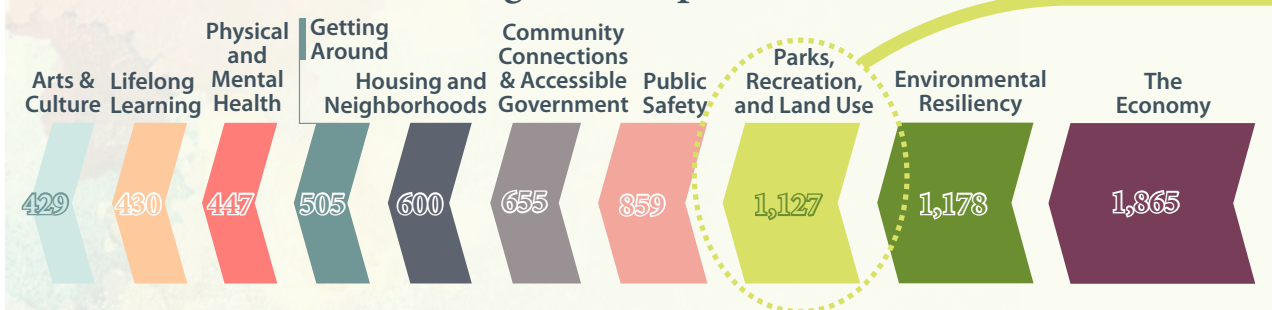 Arts &
Culture
Lifelong
Learning
Physical
and
Mental
Health
Getting
Around
Housing and
Neighborhoods
Community
Connections
& Accessible
Government
Public
Safety
Parks,
Recreation,
and Land Use
Environmental
Resiliency
The
Economy
429
430
447
505
600
655
859
1,127
1,178
1,865